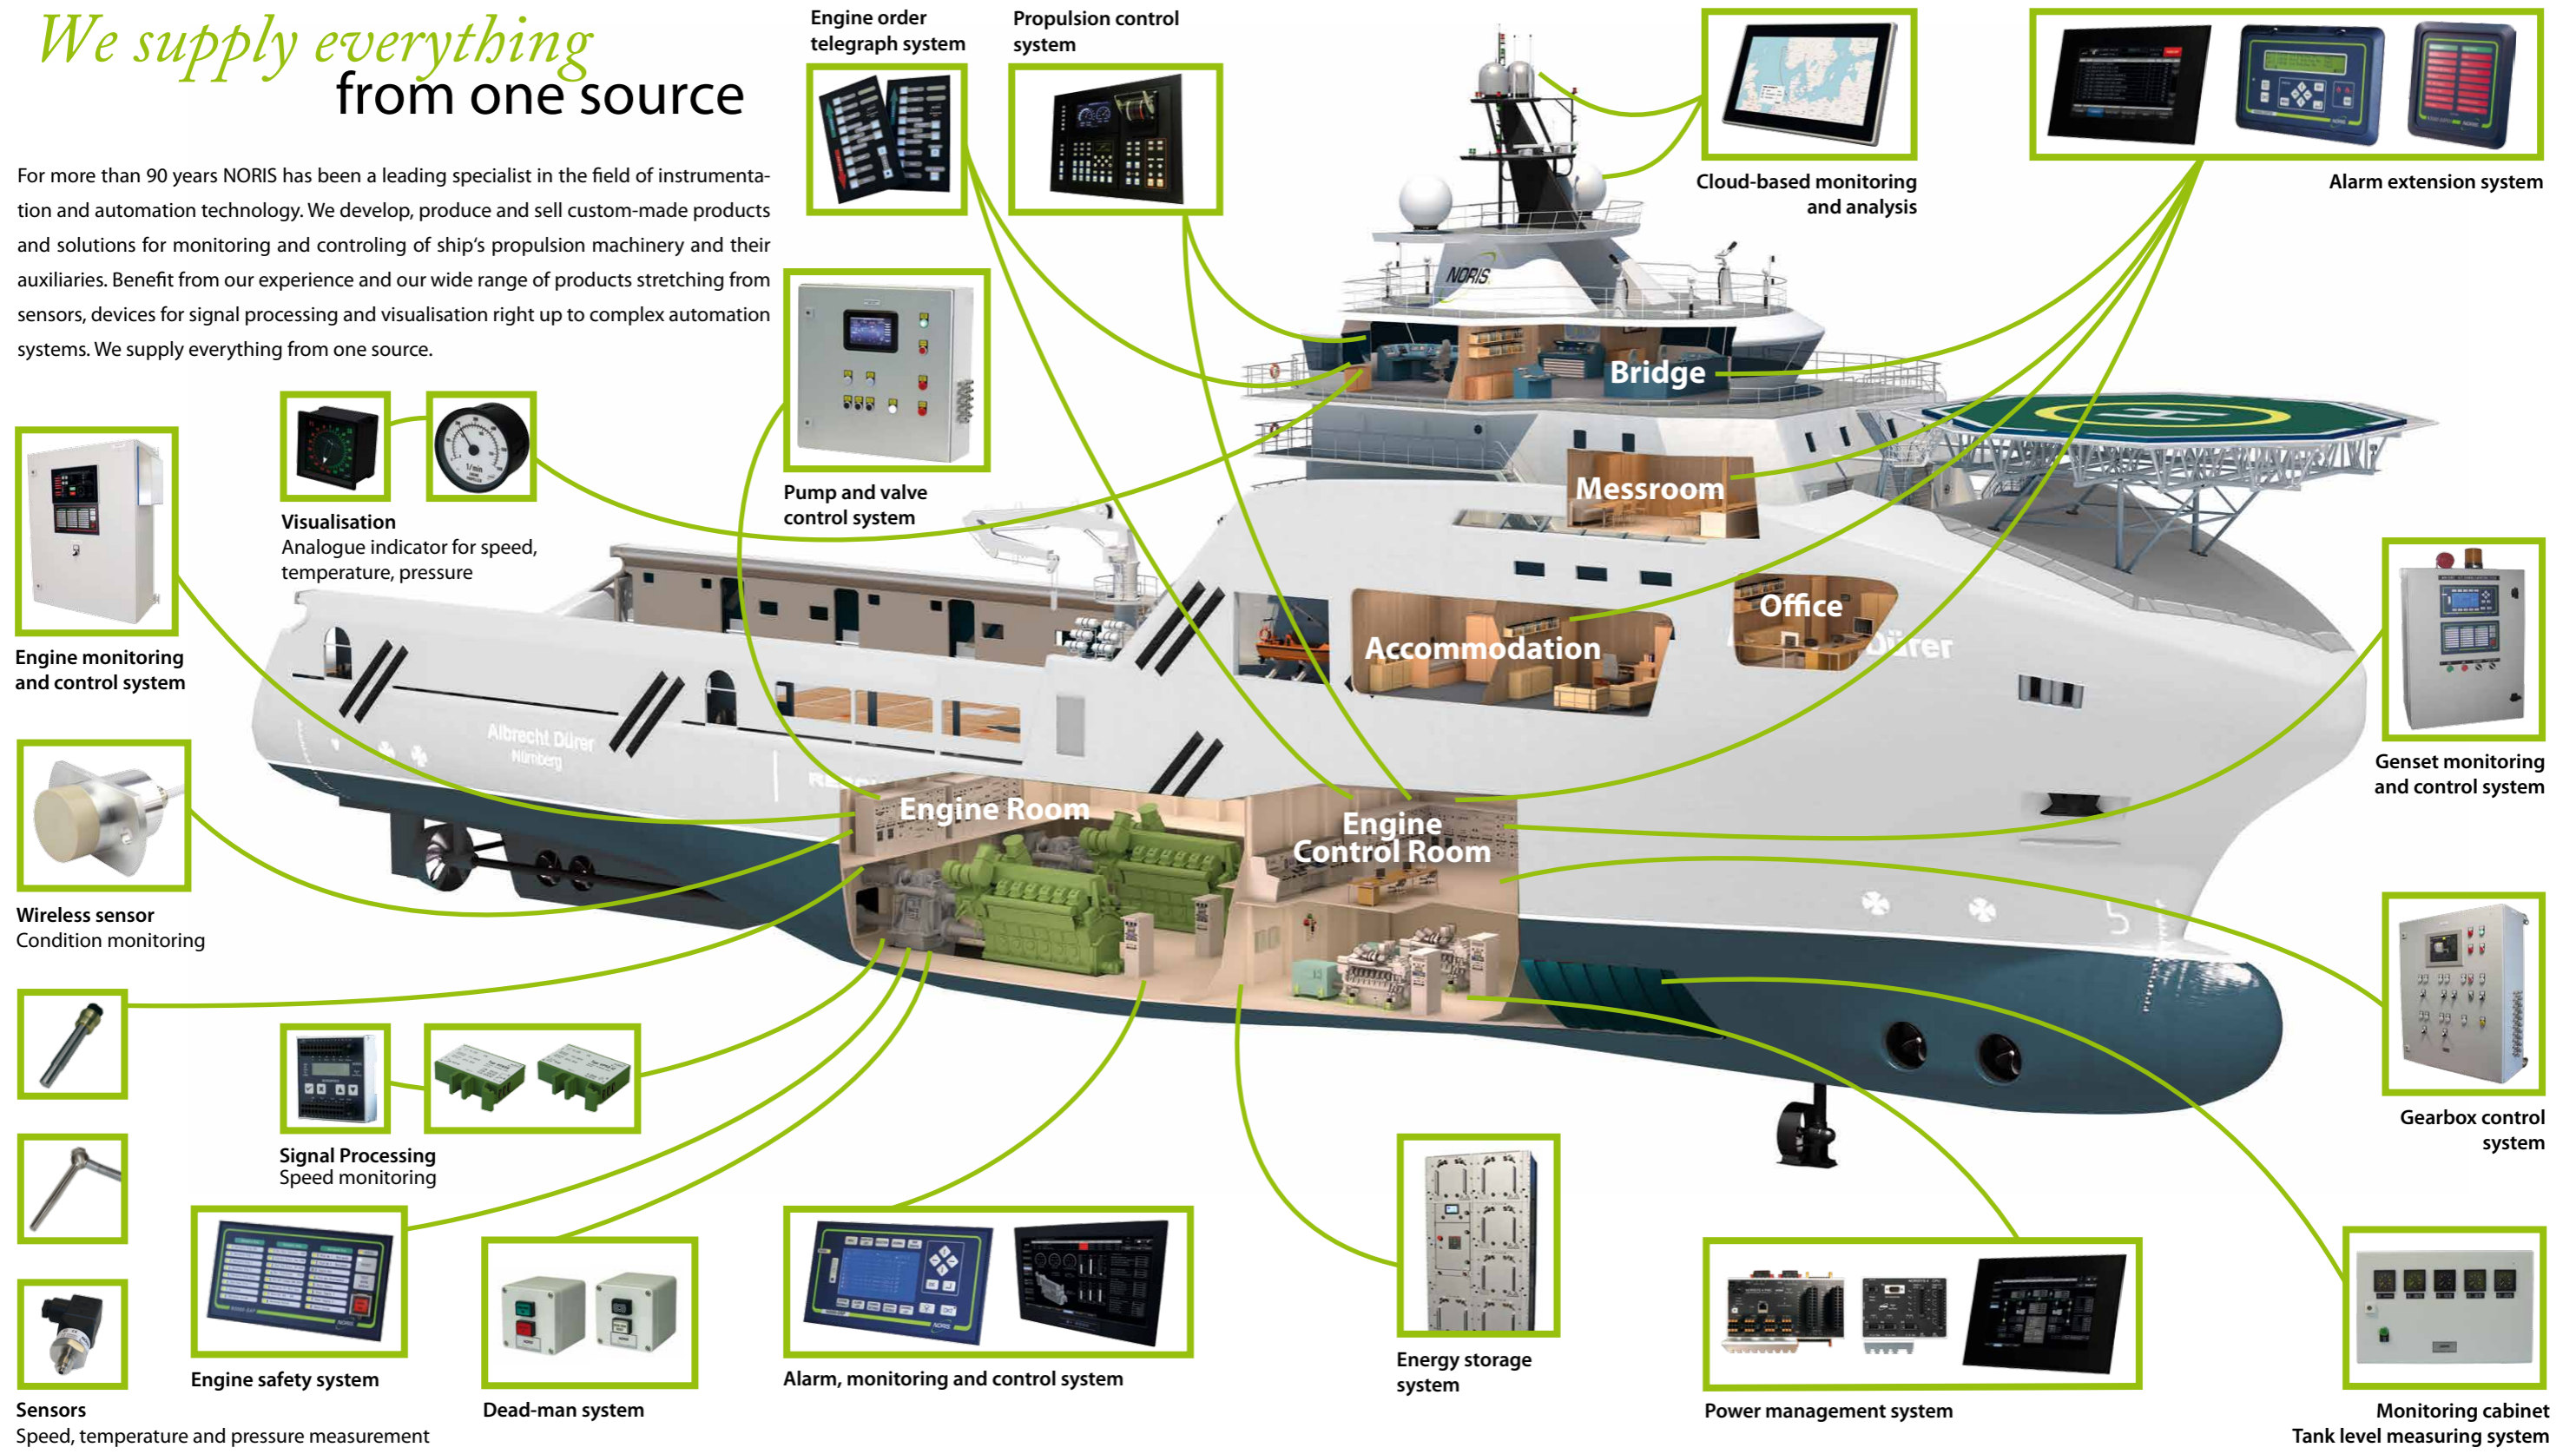 We supply everything
from one source
For more than 90 years NORIS has been a leading specialist in the field of instrumenta-
tion and automation technology. We develop, produce and sell custom-made products
and solutions for monitoring and controling of ship's propulsion machinery and their
auxiliaries. Benefit from our experience and our wide range of products stretching from
sensors, devices for signal processing and visualisation right up to complex automation
systems. We supply everything from one source.
Engine order
telegraph system
Propulsion control
system
Cloud-based monitoring
and analysis
Alarm extension system
Pump and valve
control system
Visualisation
Analogue indicator for speed,
temperature, pressure
1/min
Engine monitoring
and control system
NORIS
Bridge
Messroom
Accommodation
Office
Dürer
Albrecht Dürer
Nürnberg
Engine Room
Engine
Control Room
Genset monitoring
and control system
Wireless sensor
Condition monitoring
Gearbox control
system
Signal Processing
Speed monitoring
Sensors
Speed, temperature and pressure measurement
Engine safety system
NORIS
Dead-man system
Alarm, monitoring and control system
NORIS
Energy storage
system
Power management system
Monitoring cabinet
Tank level measuring system